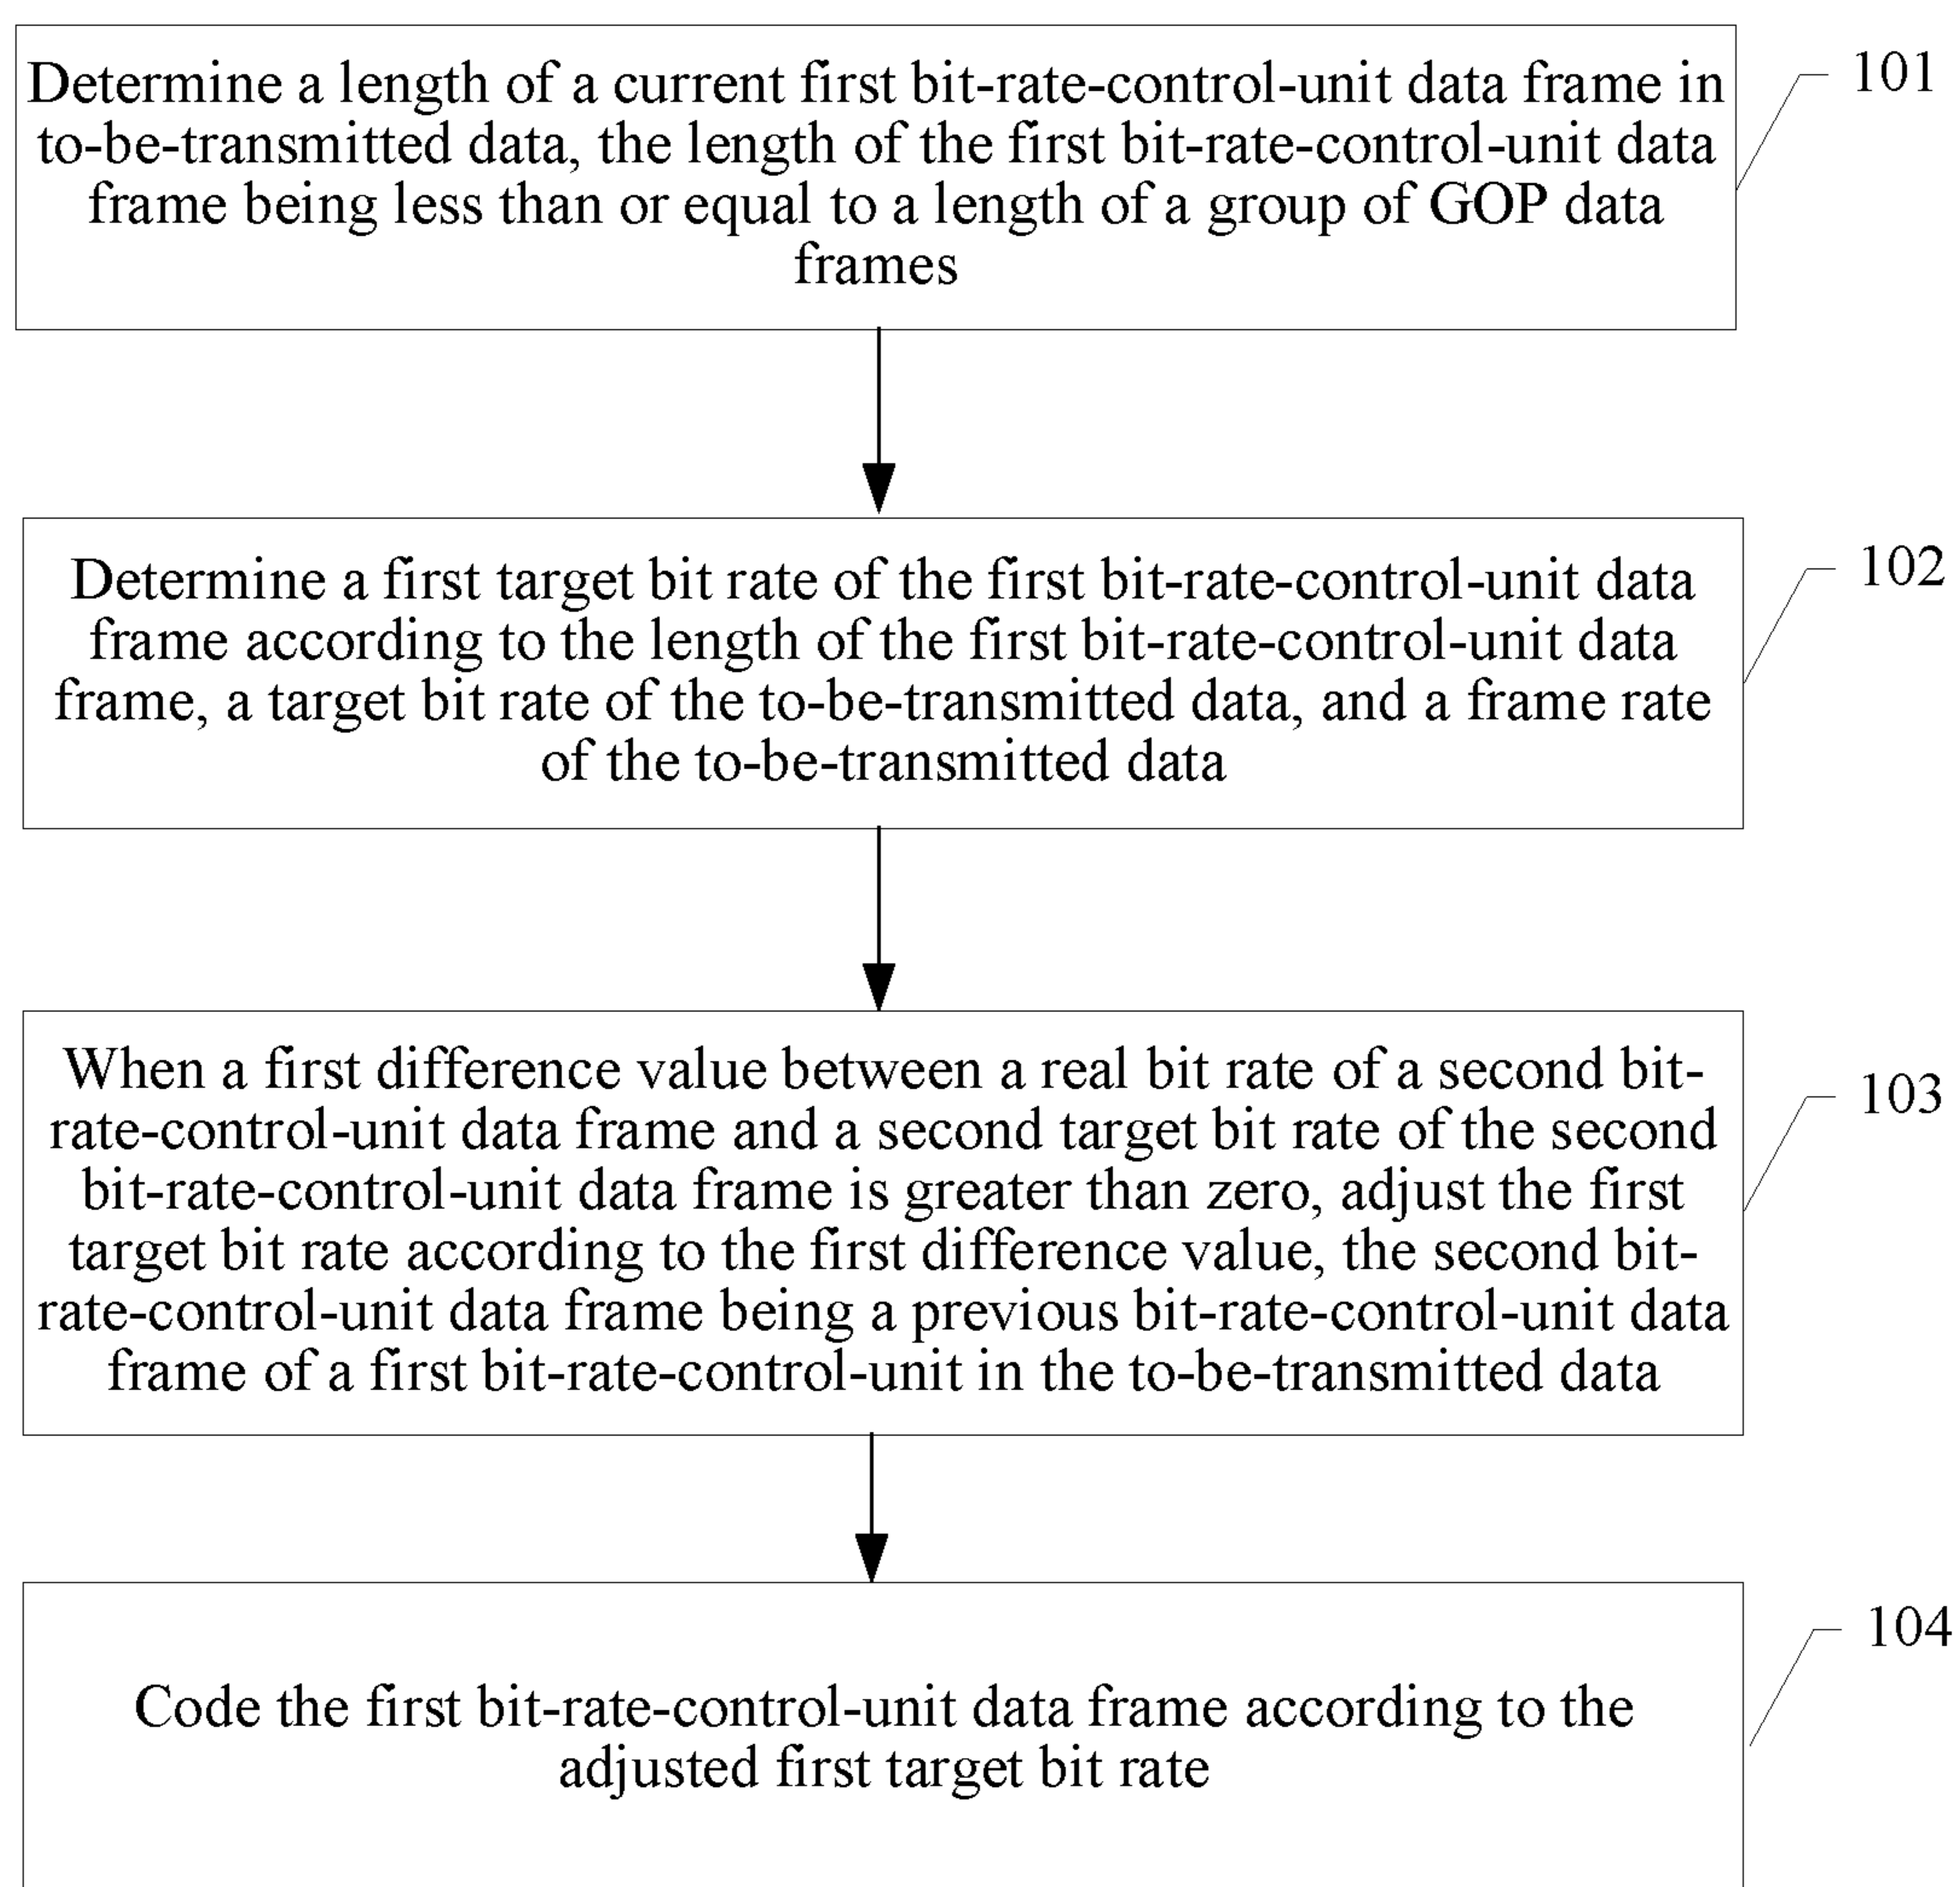 Determine a length of a current first bit-rate-control-unit data frame in
to-be-transmitted data, the length of the first bit-rate-control-unit data
frame being less than or equal to a length of a group of GOP data
frames
101
Determine a first target bit rate of the first bit-rate-control-unit data
frame according to the length of the first bit-rate-control-unit data
frame, a target bit rate of the to-be-transmitted data, and a frame rate
of the to-be-transmitted data
102
When a first difference value between a real bit rate of a second bit-
rate-control-unit data frame and a second target bit rate of the second
bit-rate-control-unit data frame is greater than zero, adjust the first
target bit rate according to the first difference value, the second bit-
rate-control-unit data frame being a previous bit-rate-control-unit data
frame of a first bit-rate-control-unit in the to-be-transmitted data
103
Code the first bit-rate-control-unit data frame according to the
adjusted first target bit rate
104